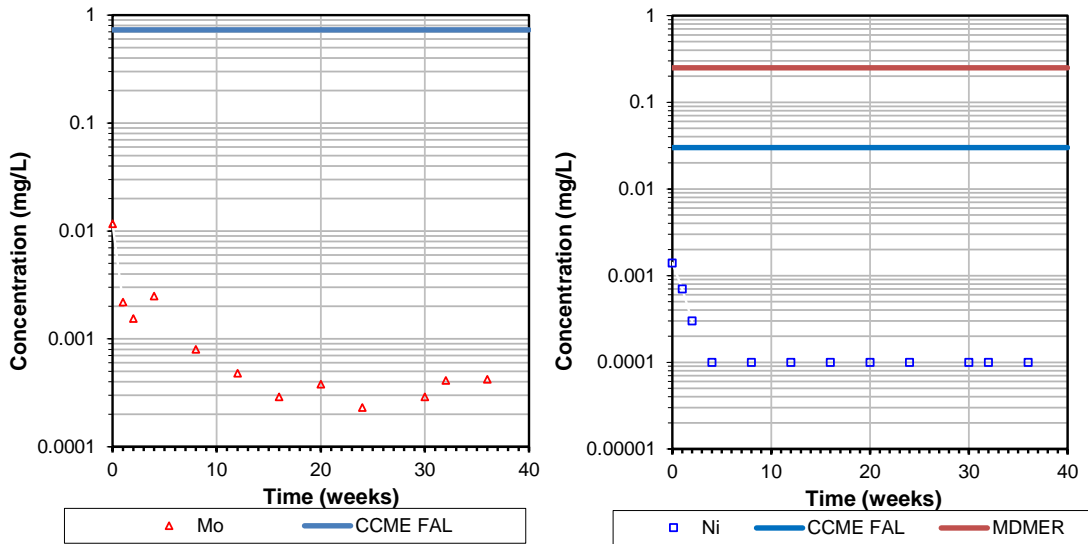 1
0.1
0.01
0.001
0.0001
Concentration (mg/L)
0 10 20 30 40
Time (weeks)
Mo CCME FAL
1
0.1
0.01
0.001
0.0001
0.00001
Concentration (mg/L)
0 10 20 30 40
Time (weeks)
Ni CCME FAL MDMER